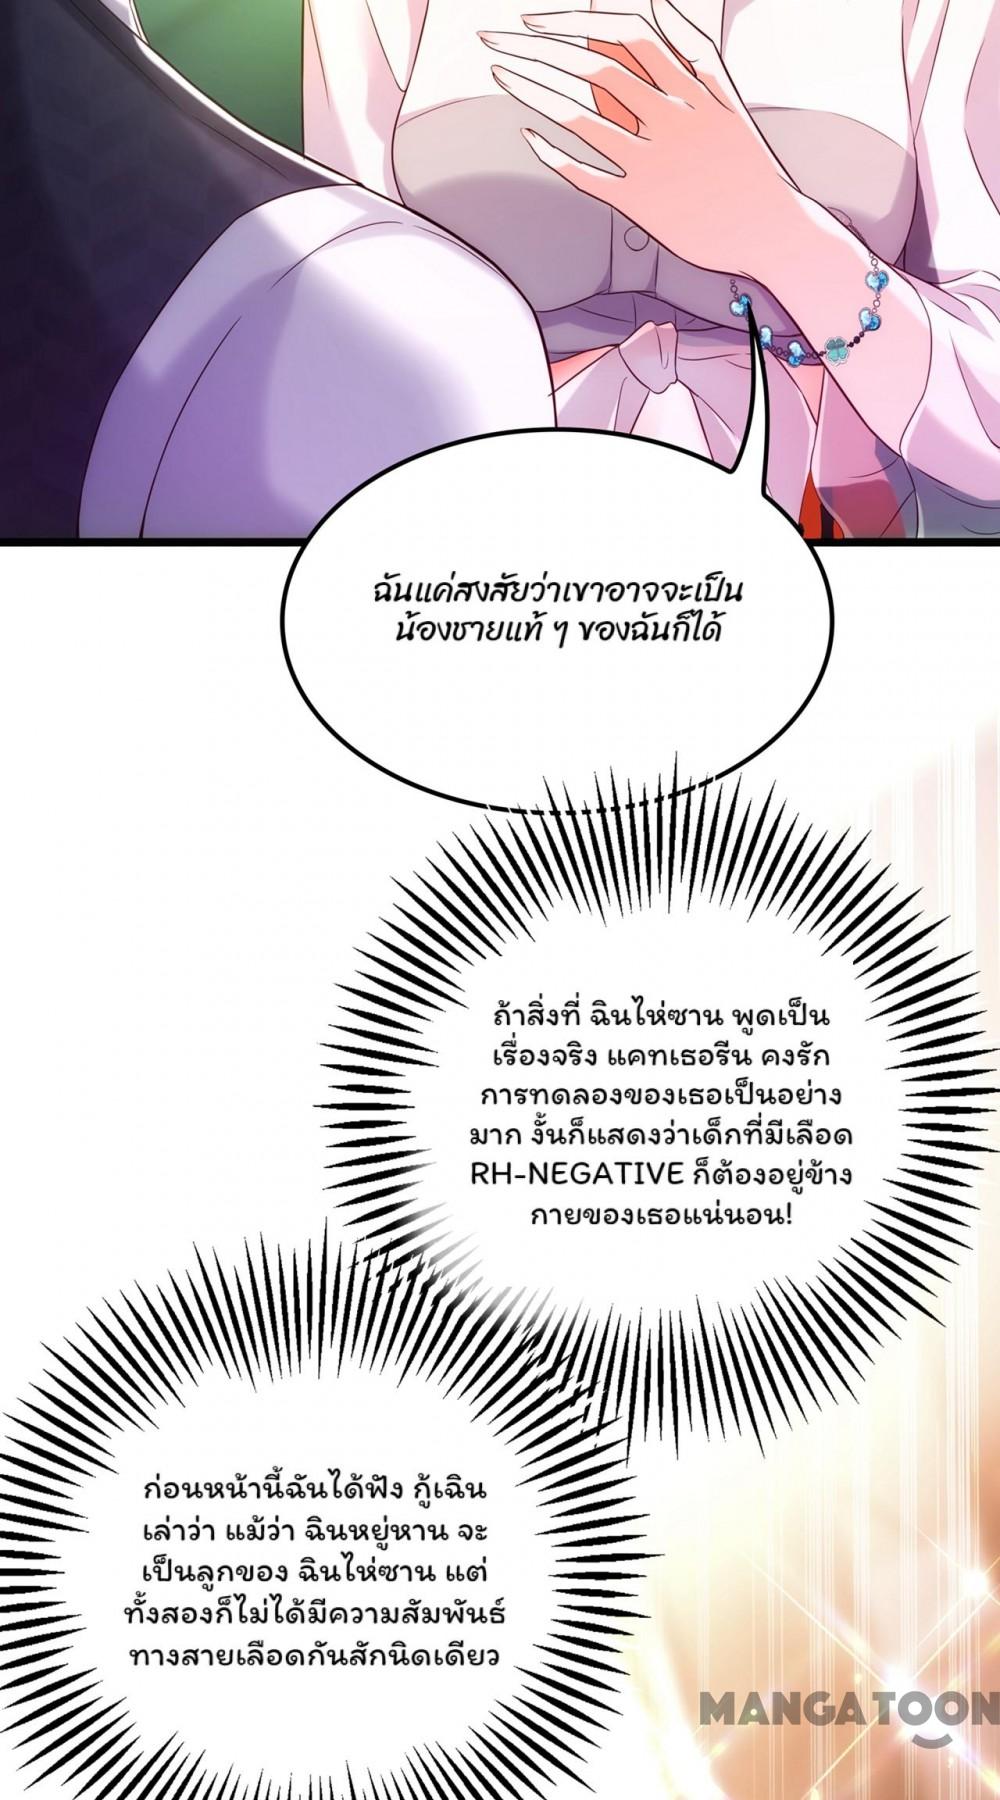 ฉันแค่สงสัยว่าเขาอาจจะเป็น
น้องชายแท้ ๆ ของฉันก็ได้
ถ้าสิ่งที่ ฉินไห่ซาน พูดเป็น
เรื่องจริง แคทเธอรีน คงรัก
การทดลองของเธอเป็นอย่าง
มาก งั้นก็แสดงว่าเด็กที่มีเลือด
RH-NEGATIVE ก็ต้องอยู่ข้าง
กายของเธอแน่นอน!
ก่อนหน้านี้ฉันได้ฟัง กู้เฉิน
เล่าว่า แม้ว่า ฉินหยู่หาน จะ
เป็นลูกของ ฉินไห่ซาน แต่
ทั้งสองก็ไม่ได้มีความสัมพันธ์
ทางสายเลือดกันสักนิดเดียว
MANGATOON